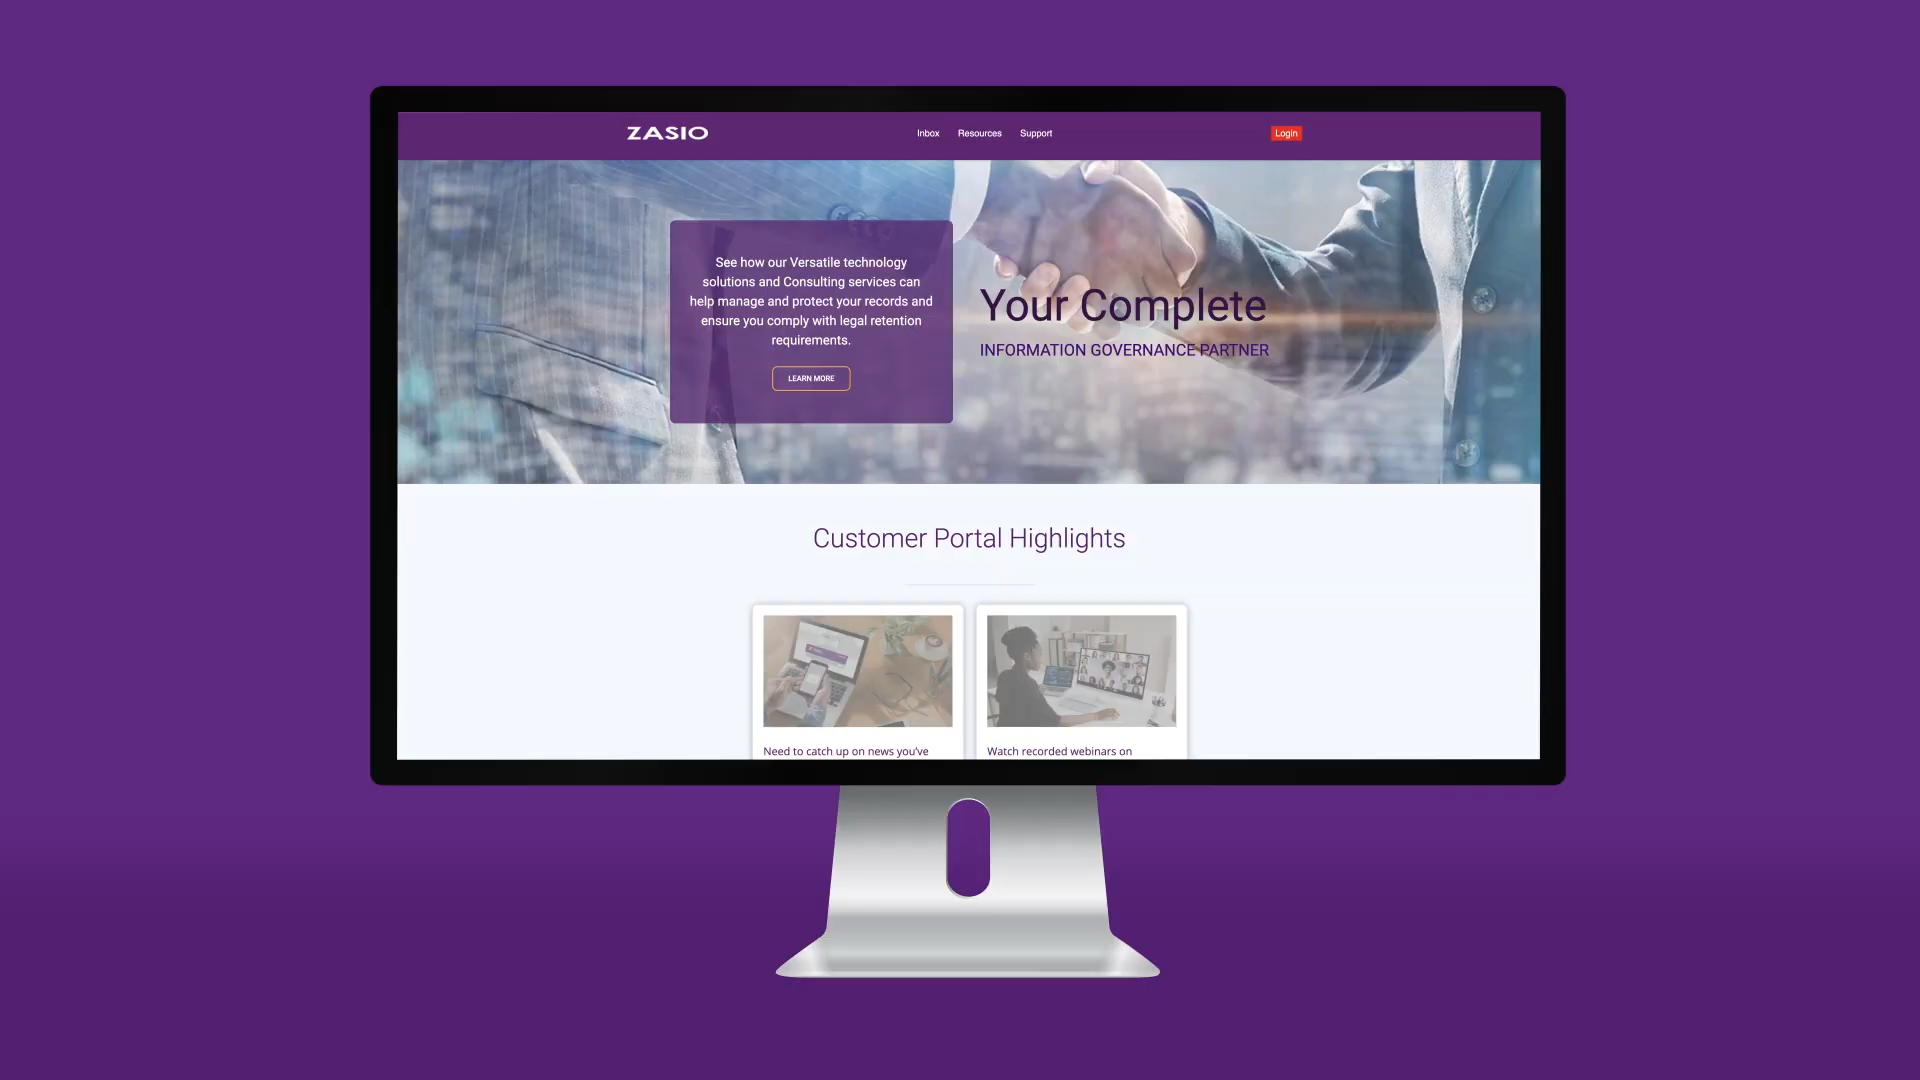 ZASIO
Inbox Resources Support
Login
See how our Versatile technology
solutions and Consulting services can
help manage and protect your records and
ensure you comply with legal retention
requirements.
LEARN MORE
Your Complete
INFORMATION GOVERNANCE PARTNER
Customer Portal Highlights
Need to catch up on news you've
Watch recorded webinars on